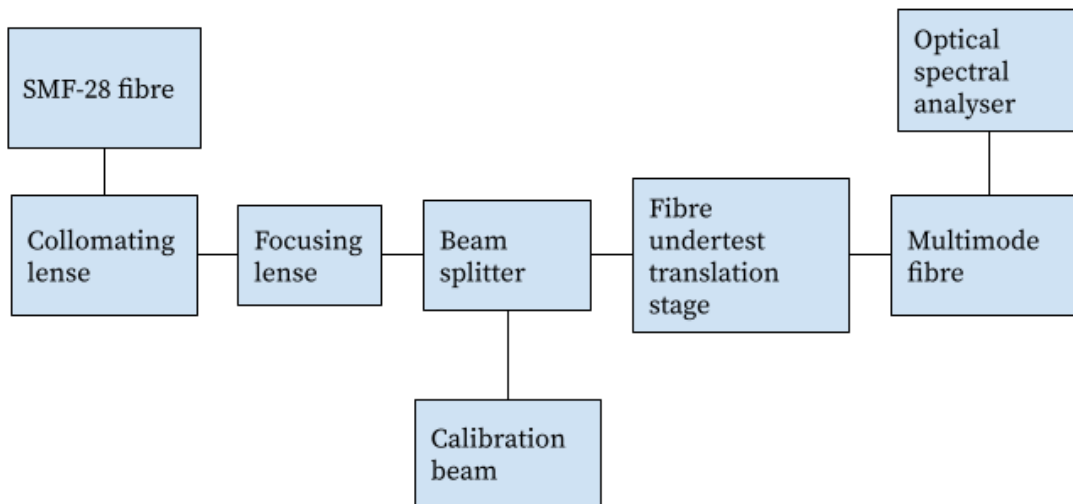 SMF-28 fibre
Optical
spectral
analyser
Collomating
lense
Focusing
lense
Beam
splitter
Fibre
undertest
translation
stage
Multimode
fibre
Calibration
beam